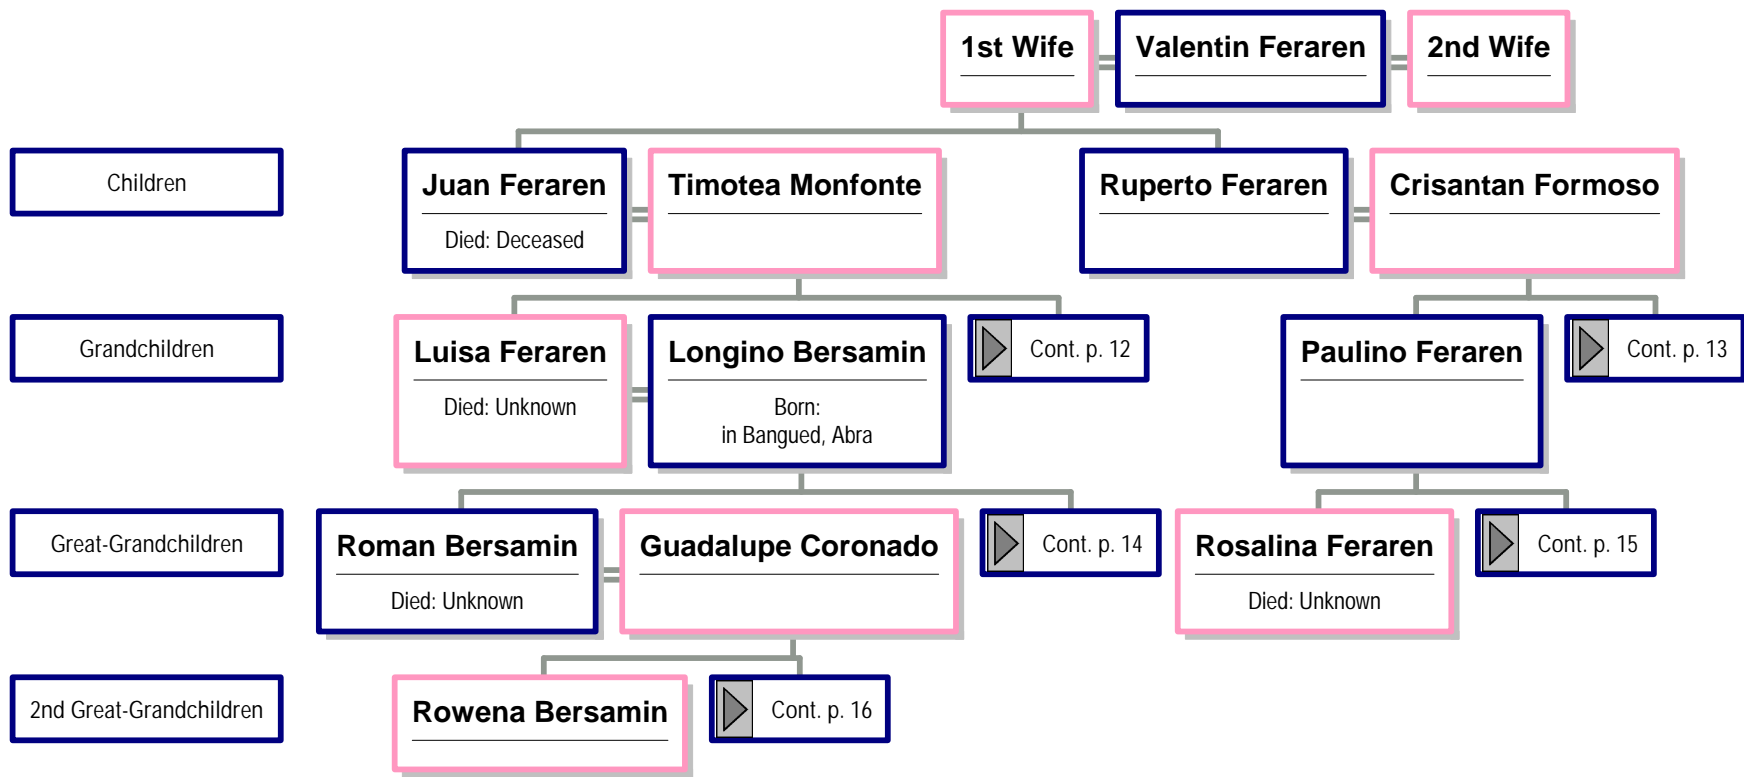 1st Wife
Valentin Feraren
2nd Wife
Children
Juan Feraren
Died: Deceased
Timotea Monfonte
Ruperto Feraren
Crisantan Formoso
Grandchildren
Luisa Feraren
Died: Unknown
Longino Bersamin
Born:
in Bangued, Abra
Cont. p. 12
Paulino Feraren
Cont. p. 13
Great-Grandchildren
Roman Bersamin
Died: Unknown
Guadalupe Coronado
Cont. p. 14
Rosalina Feraren
Died: Unknown
Cont. p. 15
2nd Great-Grandchildren
Rowena Bersamin
Cont. p. 16